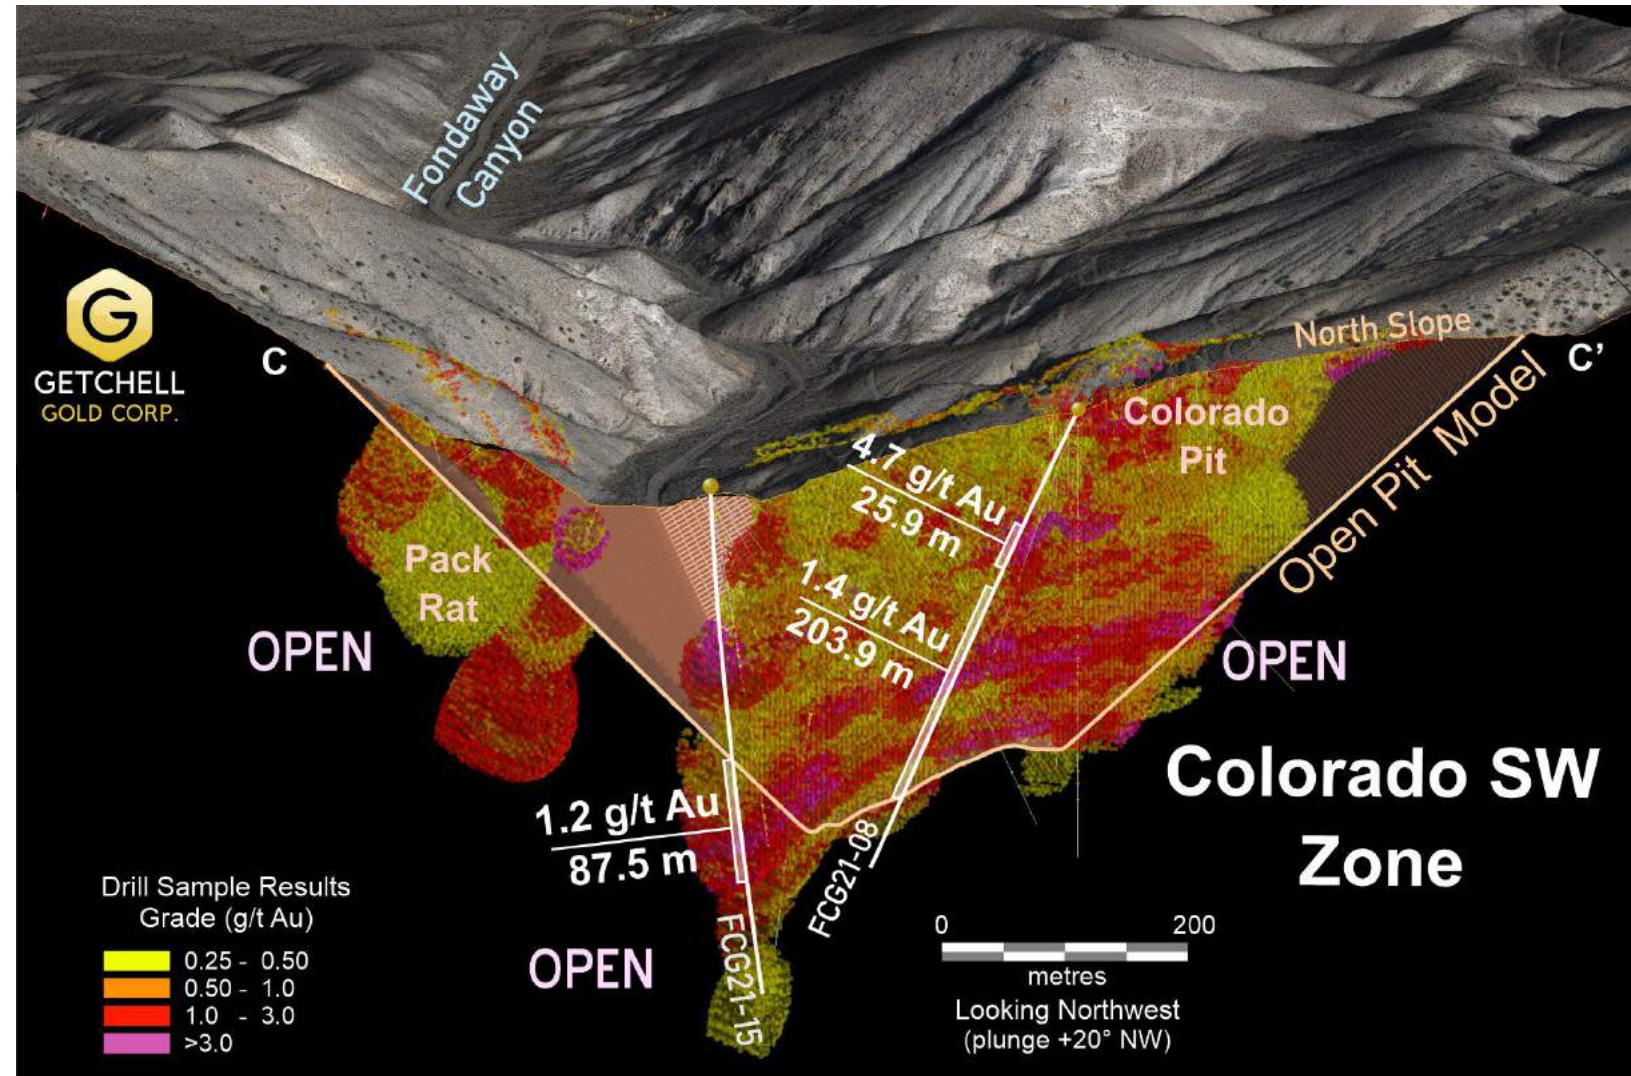 Fondaway
Canyon
GETCHELL
GOLD CORP.
C
North Slope
C’
Colorado
Pit
4.7 g/t Au
25.9 m
Open Pit Model
Pack
Rat
1.4 g/t Au
203.9 m
OPEN
OPEN
Colorado SW
Zone
1.2 g/t Au
87.5 m
FCG21-08
FCG21-15
OPEN
Drill Sample Results
Grade (g/t Au)
0.25 - 0.50
0.50 - 1.0
1.0 - 3.0
>3.0
0 200
metres
Looking Northwest
(plunge +20° NW)